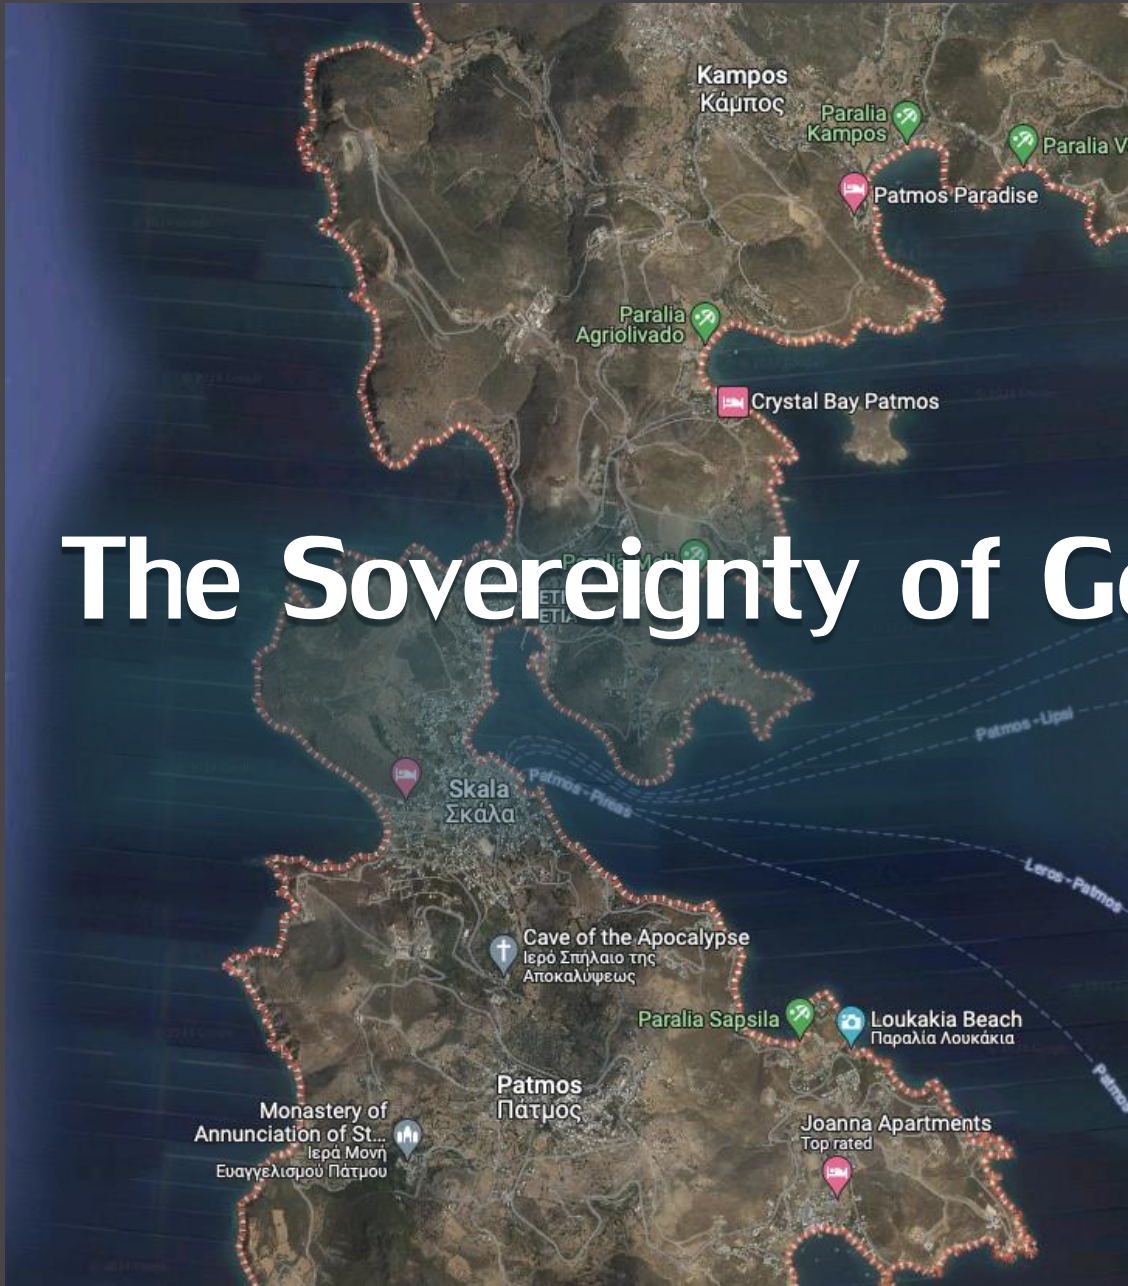 Kampos
Κάμπος
Paralia
Kampos
Paralia V
Patmos Paradise
Paralia
Agriolivado
Crystal Bay Patmos
The Sovereignty of G
Patmos - Lipsi
Skala
Σκάλα
Patmos - Pireas
Leros - Patmos
Cave of the Apocalypse
Ιερό Σπήλαιο της
Αποκαλύψεως
Paralia Sapsila
Loukakia Beach
Παραλία Λουκάκια
Patmos
Patmos
Πάτμος
Monastery of
Annunciation of St...
Ιερά Μονή
Ευαγγελισμού Πάτμου
Joanna Apartments
Top rated